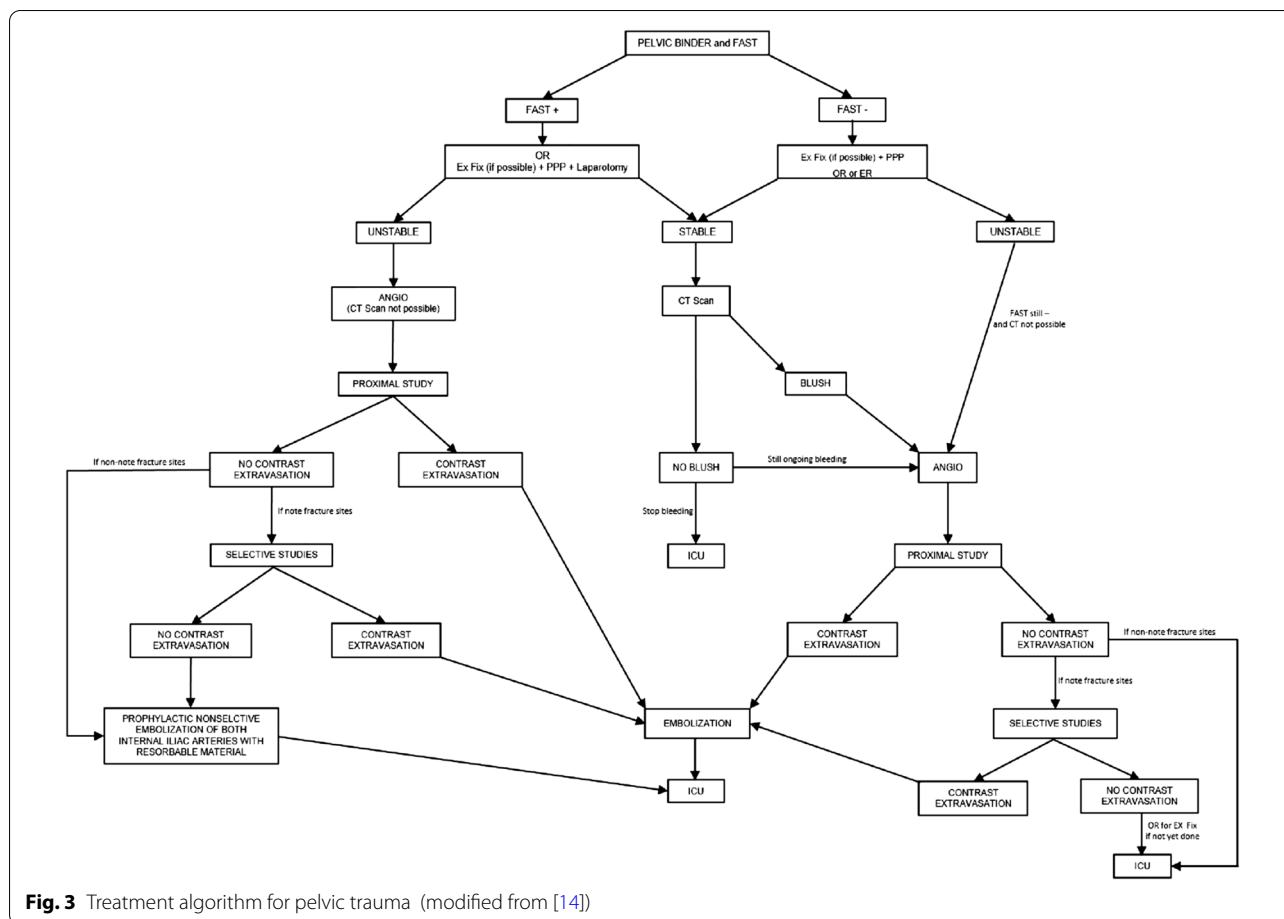 PELVIC BINDER and FAST
FAST +
FAST -
OR
Ex Fix (if possible) + PPP + Laparotomy
Ex Fix (if possible) + PPP
OR or ER
UNSTABLE
STABLE
UNSTABLE
ANGIO
(CT Scan not possible)
CT Scan
FAST still –
and CT not possible
PROXIMAL STUDY
BLUSH
If non-note fracture sites
NO CONTRAST
EXTRAVASATION
CONTRAST
EXTRAVASATION
NO BLUSH
Still ongoing bleeding
ANGIO
If note fracture sites
Stop bleeding
SELECTIVE STUDIES
ICU
PROXIMAL STUDY
NO CONTRAST
EXTRAVASATION
CONTRAST
EXTRAVASATION
CONTRAST
EXTRAVASATION
NO CONTRAST
EXTRAVASATION
If non-note fracture sites
If note fracture sites
PROPHYLACTIC NONSELCTIVE
EMBOLIZATION OF BOTH
INTERNAL ILIAC ARTERIES WITH
RESORBABLE MATERIAL
EMBOLIZATION
SELECTIVE STUDIES
ICU
CONTRAST
EXTRAVASATION
NO CONTRAST
EXTRAVASATION
OR for EX Fix
if not yet done
ICU
Fig. 3 Treatment algorithm for pelvic trauma (modified from [14])